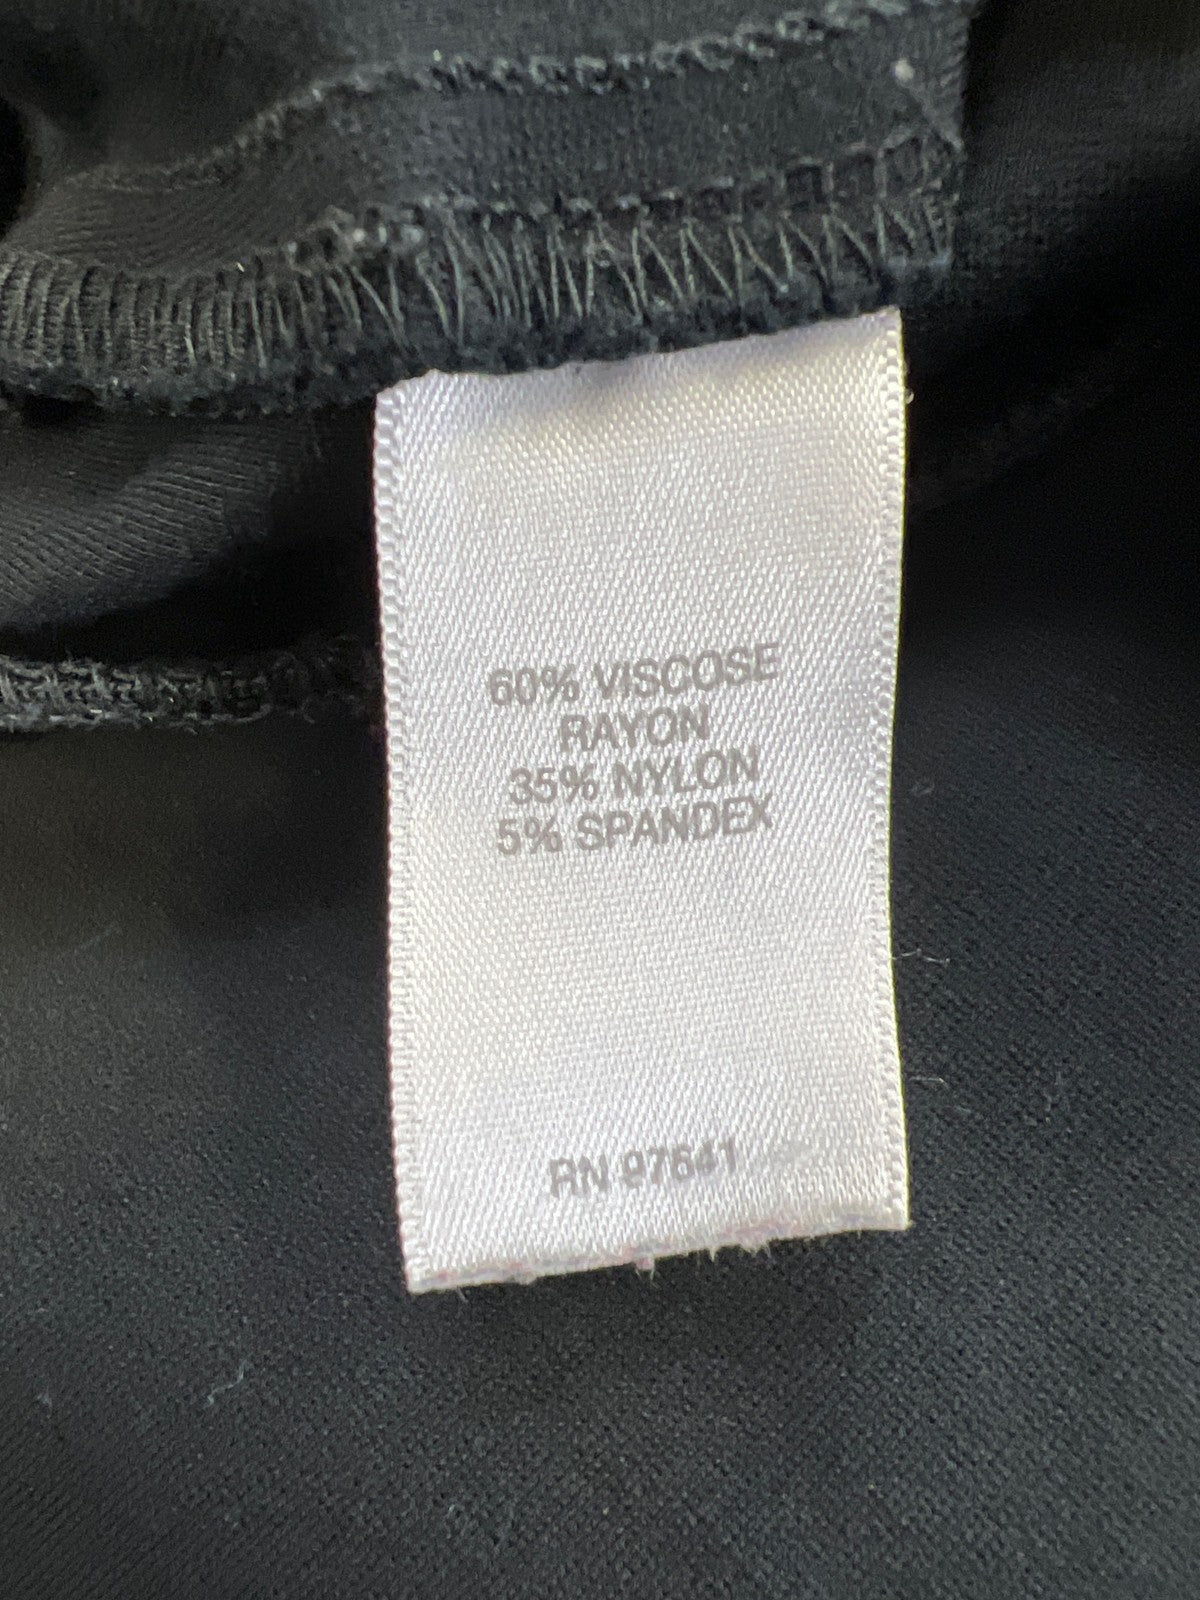 60% VISCOSE
RAYON
35% NYLON
5% SPANDEX
RN 97641